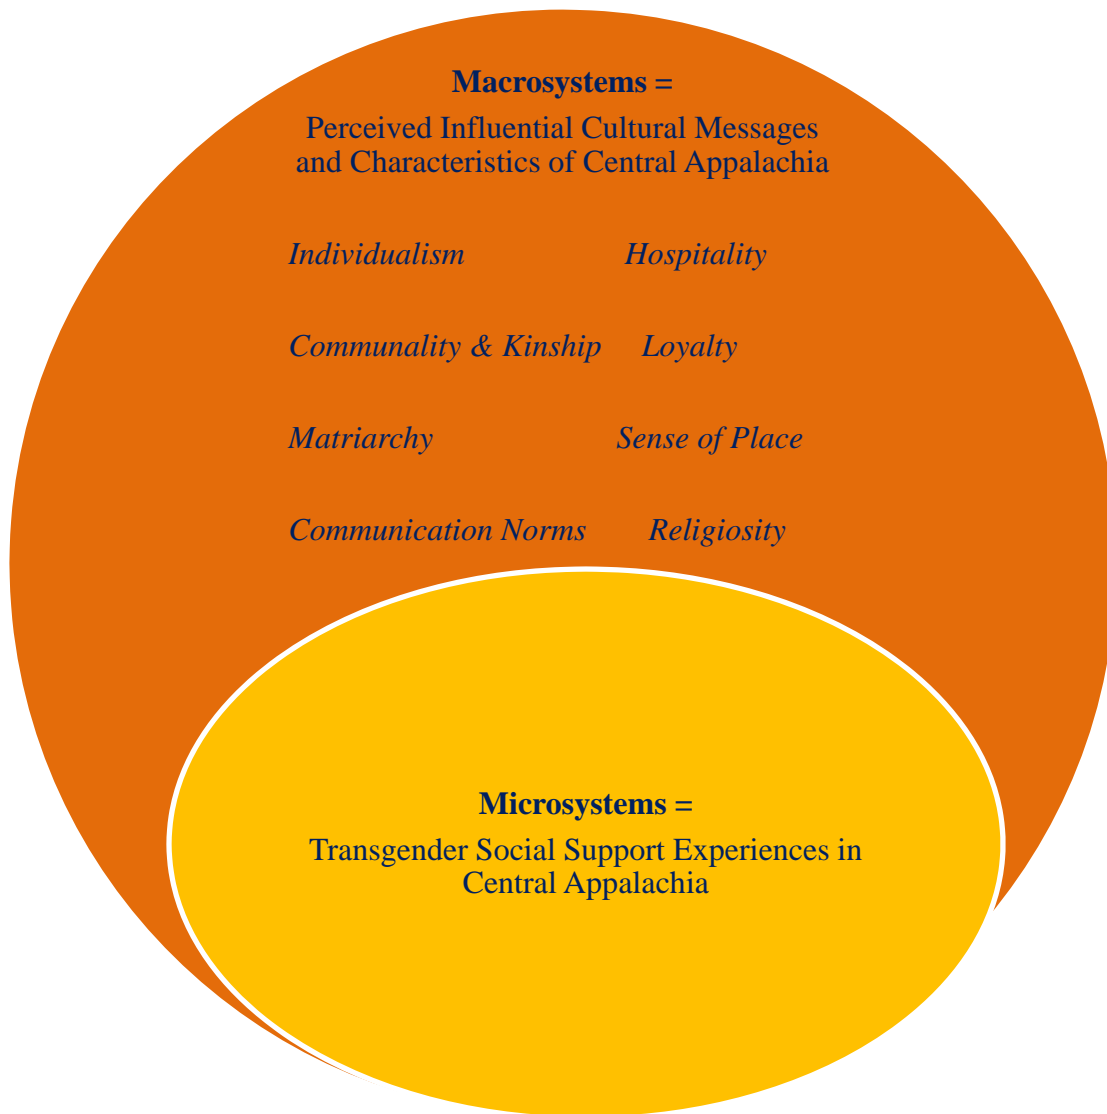 Macrosystems =
Perceived Influential Cultural Messages
and Characteristics of Central Appalachia
Individualism Hospitality
Communality & Kinship Loyalty
Matriarchy Sense of Place
Communication Norms Religiosity
Microsystems =
Transgender Social Support Experiences in
Central Appalachia